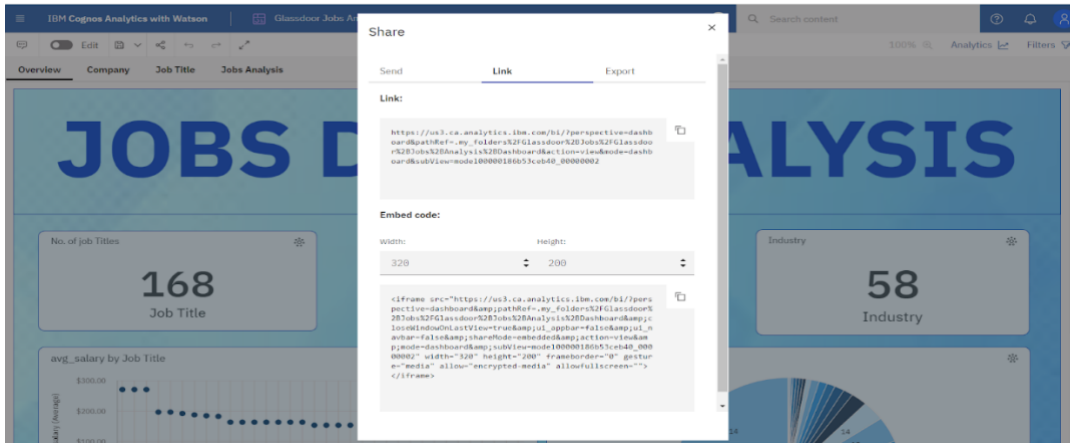 IBM Cognos Analytics with Watson
Glassdoor Jobs An
Search content
Edit
100%
Analytics
Filters
Overview
Company
Job Title
Jobs Analysis
Share
Send
Link
Export
Link:
https://us3.ca.analytics.ibm.com/bi/?perspective=dashb
oard&pathRef=.my_folders%2FGlassdoor%2BJobs%2FGlassdoo
r%2BJobs%2BAnalysis%2BDashboard&action=view&mode=dashb
oard&subView=model00000186b53ceb40_00000002
Embed code:
Width:
Height:
320
200
<iframe src="https://us3.ca.analytics.ibm.com/bi/?pers
pective=dashboard&amp;pathRef=.my_folders%2FGlassdoor%
2BJobs%2FGlassdoor%2BJobs%2BAnalysis%2BDashboard&amp;c
loseWindowOnLastView=true&amp;ui_appbar=false&amp;ui_n
avbar=false&amp;shareMode=embedded&amp;action=view&am
p;mode=dashboard&amp;subView=model00000186b53ceb40_000
00002" width="320" height="200" frameborder="0" gestur
e="media" allow="encrypted-media" allowfullscreen="">
</iframe>
JOBS D
ALYSIS
No. of job Titles
168
Job Title
Industry
58
Industry
avg_salary by Job Title
$300.00
$200.00
$100.00
salary (Average)
14
14